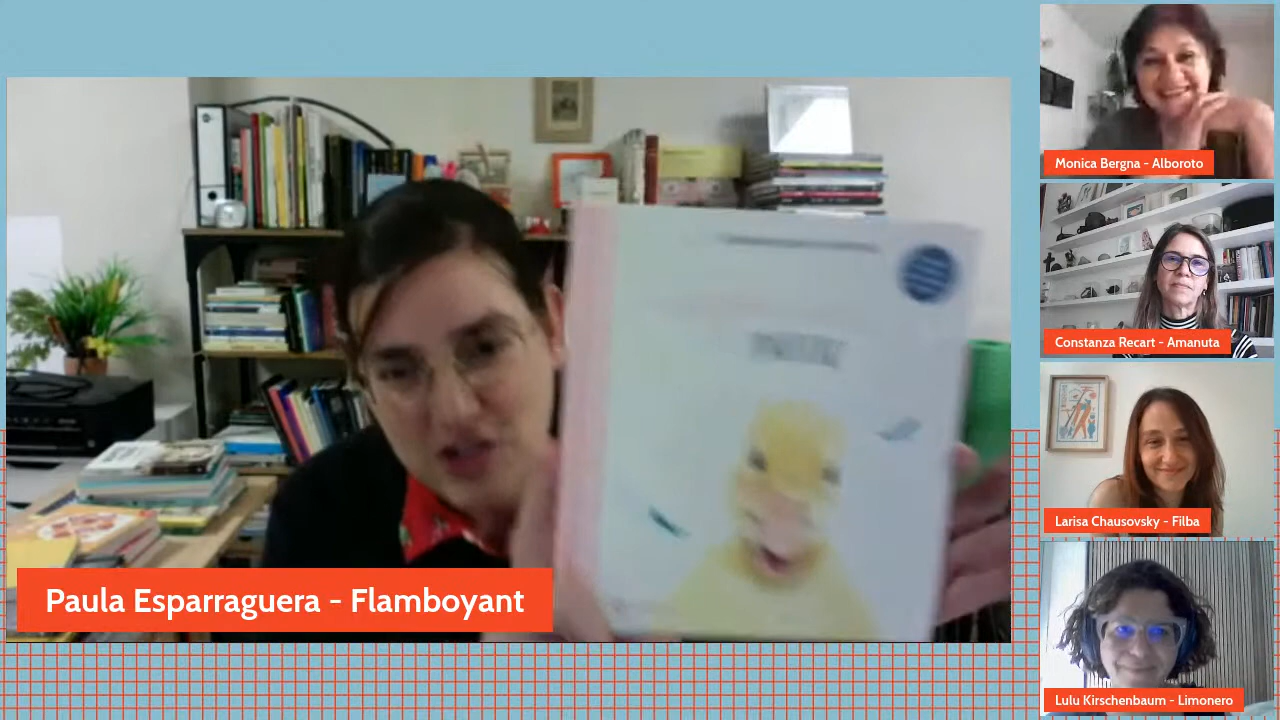 Monica Bergna - Alboroto
Constanza Recart - Amanuta
Larisa Chausovsky - Filba
Paula Esparraguera - Flamboyant
Lulu Kirschenbaum - Limonero